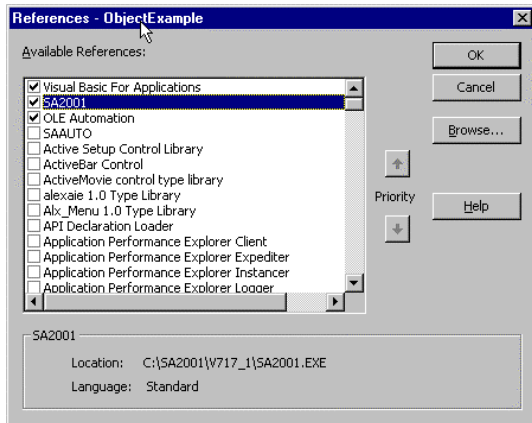 References - ObjectExample
Available References:
Visual Basic For Applications
SA2001
OLE Automation
SAAUTO
Active Setup Control Library
ActiveBar Control
ActiveMovie control type library
alexaie 1.0 Type Library
Alx_Menu 1.0 Type Library
API Declaration Loader
Application Performance Explorer Client
Application Performance Explorer Expediter
Application Performance Explorer Instancer
Application Performance Explorer Logger
OK
Cancel
Browse...
Priority
Help
SA2001
Location: C:\SA2001\V717_1\SA2001.EXE
Language: Standard